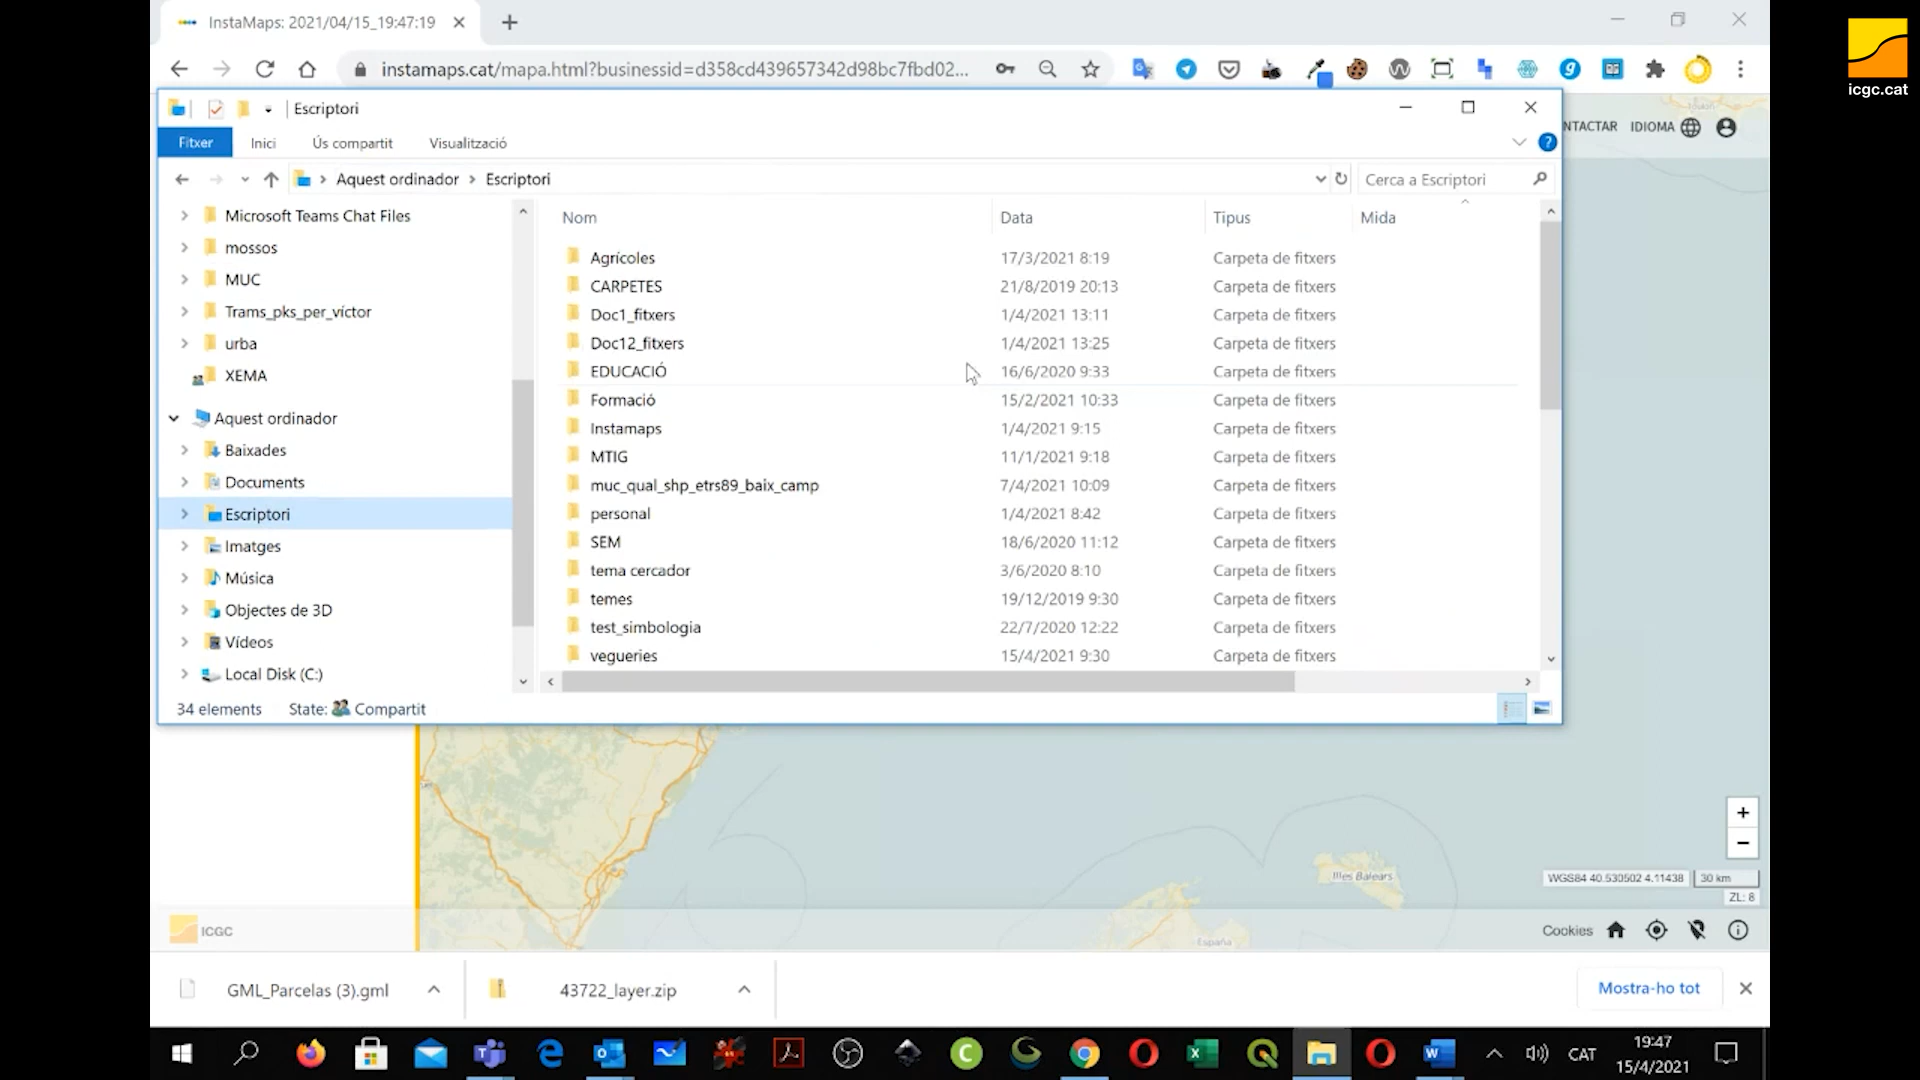 InstaMaps: 2021/04/15_19:47:19
instamaps.cat/mapa.html?businessid=d358cd439657342d98bc7fbd02...
icgc.cat
Escriptori
NTACTAR IDIOMA
Fitxer Inici Ús compartit Visualització
Aquest ordinador > Escriptori
Cerca a Escriptori
Nom Data Tipus Mida
Microsoft Teams Chat Files
mossos
MUC
Trams_pks_per_víctor
urba
XEMA
Aquest ordinador
Baixades
Documents
Escriptori
Imatges
Música
Objectes de 3D
Vídeos
Local Disk (C:)
Agrícoles 17/3/2021 8:19 Carpeta de fitxers
CARPETES 21/8/2019 20:13 Carpeta de fitxers
Doc1_fitxers 1/4/2021 13:11 Carpeta de fitxers
Doc12_fitxers 1/4/2021 13:25 Carpeta de fitxers
EDUCACIÓ 16/6/2020 9:33 Carpeta de fitxers
Formació 15/2/2021 10:33 Carpeta de fitxers
Instamaps 1/4/2021 9:15 Carpeta de fitxers
MTIG 11/1/2021 9:18 Carpeta de fitxers
muc_qual_shp_etrs89_baix_camp 7/4/2021 10:09 Carpeta de fitxers
personal 1/4/2021 8:42 Carpeta de fitxers
SEM 18/6/2020 11:12 Carpeta de fitxers
tema cercador 3/6/2020 8:10 Carpeta de fitxers
temes 19/12/2019 9:30 Carpeta de fitxers
test_simbologia 22/7/2020 12:22 Carpeta de fitxers
vegueries 15/4/2021 9:30 Carpeta de fitxers
34 elements State: Compartit
+
−
Illes Balears
WGS84 40.530502 4.11438 30 km
ZL: 8
España
ICGC
Cookies
GML_Parcelas (3).gml
43722_layer.zip
Mostra-ho tot
CAT
19:47
15/4/2021